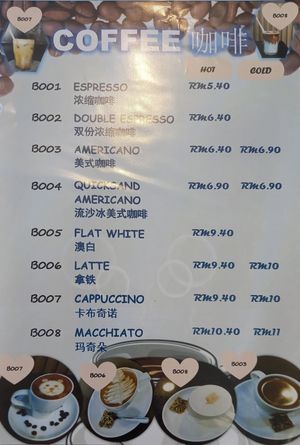 B007
B008
COFFEE 咖啡
HOT COLD
B001 ESPRESSO RM5.40
浓缩咖啡
B002 DOUBLE ESPRESSO RM6.40
双份浓缩咖啡
B003 AMERICANO RM6.40 RM6.90
美式咖啡
B004 QUICKSAND RM6.90 RM6.90
AMERICANO
流沙冰美式咖啡
B005 FLAT WHITE RM9.40
澳白
B006 LATTE RM9.40 RM10
拿铁
B007 CAPPUCCINO RM9.40 RM10
卡布奇诺
B008 MACCHIATO RM10.40 RM11
玛奇朵
B007 B006 B008 B003